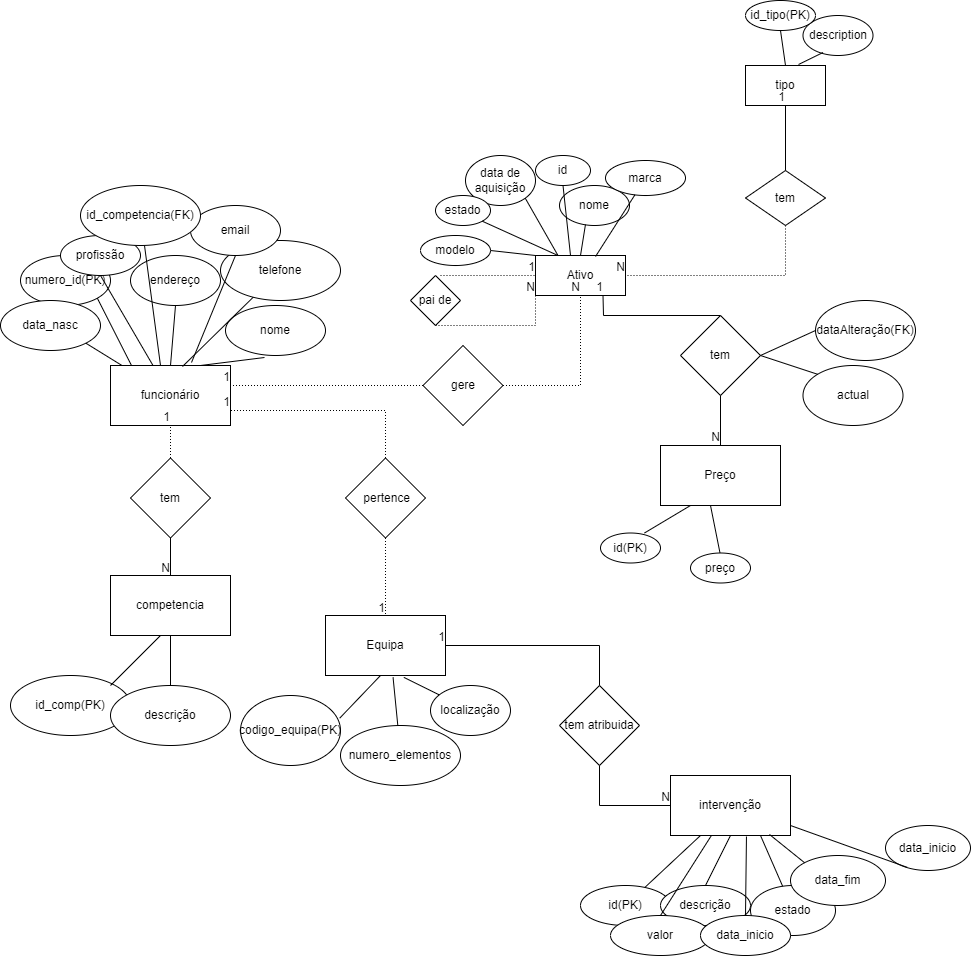 id_tipo(PK)
description
tipo
1
tem
data de
aquisição
id
marca
estado
nome
modelo
1
Ativo
N
N
N
1
pai de
id_competencia(FK)
email
profissão
numero_id(PK)
endereço
telefone
data_nasc
nome
dataAlteração(FK)
tem
actual
funcionário
1
1
1
gere
N
Preço
id(PK)
preço
tem
pertence
N
competencia
id_comp(PK)
descrição
1
Equipa
1
codigo_equipa(PK)
localização
numero_elementos
tem atribuida
N
intervenção
data_inicio
data_fim
id(PK)
descrição
estado
valor
data_inicio